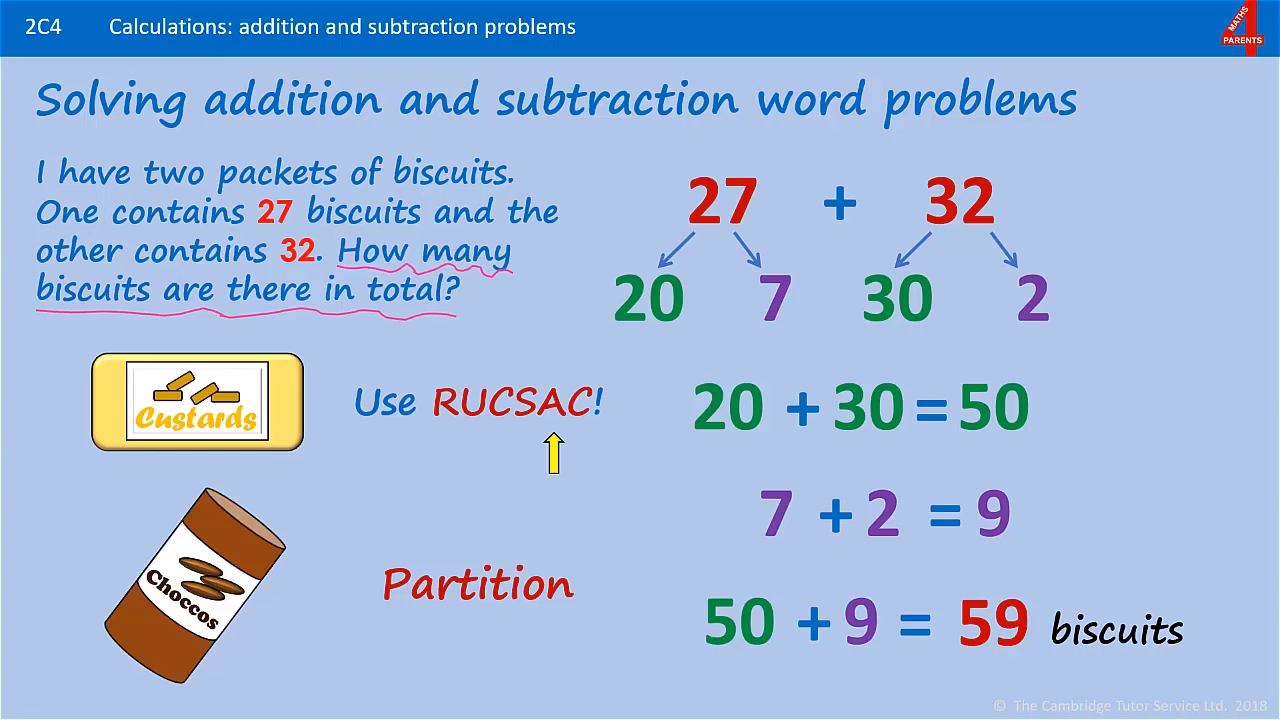 2C4 Calculations: addition and subtraction problems
MATHS
4
PARENTS
Solving addition and subtraction word problems
I have two packets of biscuits.
One contains 27 biscuits and the
other contains 32. How many
biscuits are there in total?
27 + 32
20 7 30 2
Custards
Use RUCSAC!
20 + 30 = 50
7 + 2 = 9
Choccos
Partition
50 + 9 = 59 biscuits
© The Cambridge Tutor Service Ltd. 2018